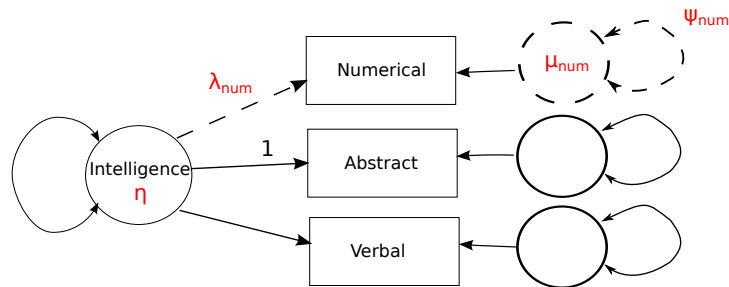 ψnum
Numerical
μnum
λnum
1
Abstract
Intelligence
η
Verbal